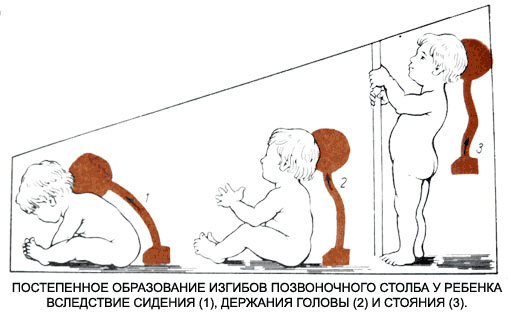 1
2
3
ПОСТЕПЕННОЕ ОБРАЗОВАНИЕ ИЗГИБОВ ПОЗВОНОЧНОГО СТОЛБА У РЕБЕНКА
ВСЛЕДСТВИЕ СИДЕНИЯ (1), ДЕРЖАНИЯ ГОЛОВЫ (2) И СТОЯНИЯ (3).